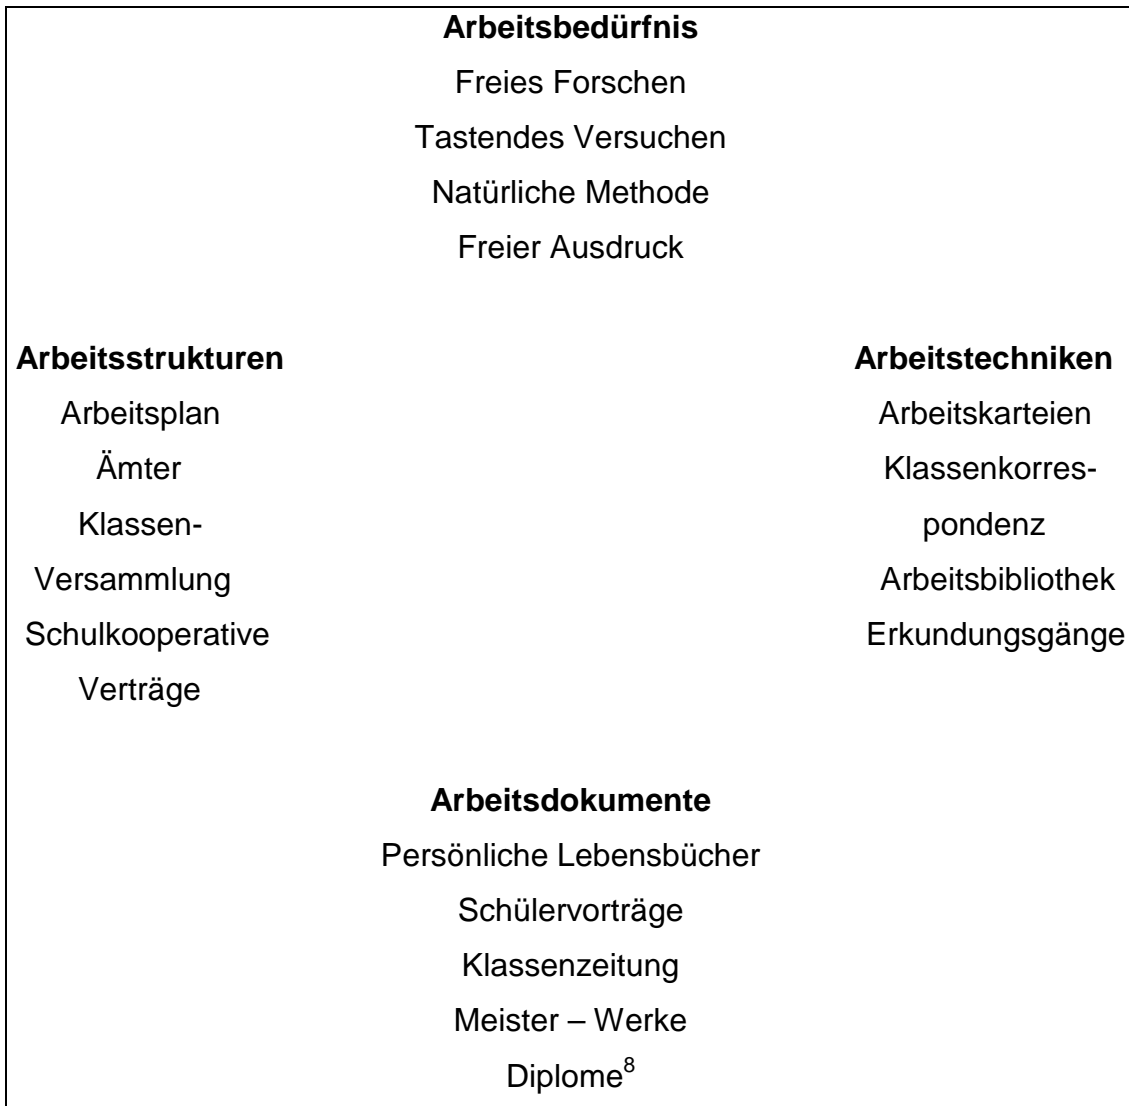 Arbeitsbedürfnis
Freies Forschen
Tastendes Versuchen
Natürliche Methode
Freier Ausdruck
Arbeitsstrukturen
Arbeitsplan
Ämter
Klassen-
Versammlung
Schulkooperative
Verträge
Arbeitstechniken
Arbeitskarteien
Klassenkorres-
pondenz
Arbeitsbibliothek
Erkundungsgänge
Arbeitsdokumente
Persönliche Lebensbücher
Schülervorträge
Klassenzeitung
Meister – Werke
Diplome⁸